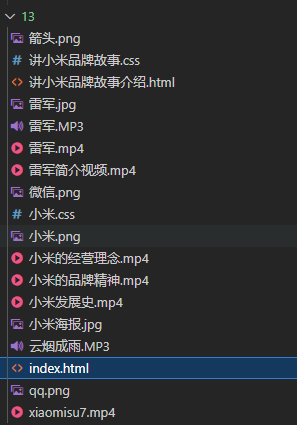 13
箭头.png
讲小米品牌故事.css
讲小米品牌故事介绍.html
雷军.jpg
雷军.MP3
雷军.mp4
雷军简介视频.mp4
微信.png
小米.css
小米.png
小米的经营理念.mp4
小米的品牌精神.mp4
小米发展史.mp4
小米海报.jpg
云烟成雨.MP3
index.html
qq.png
xiaomisu7.mp4